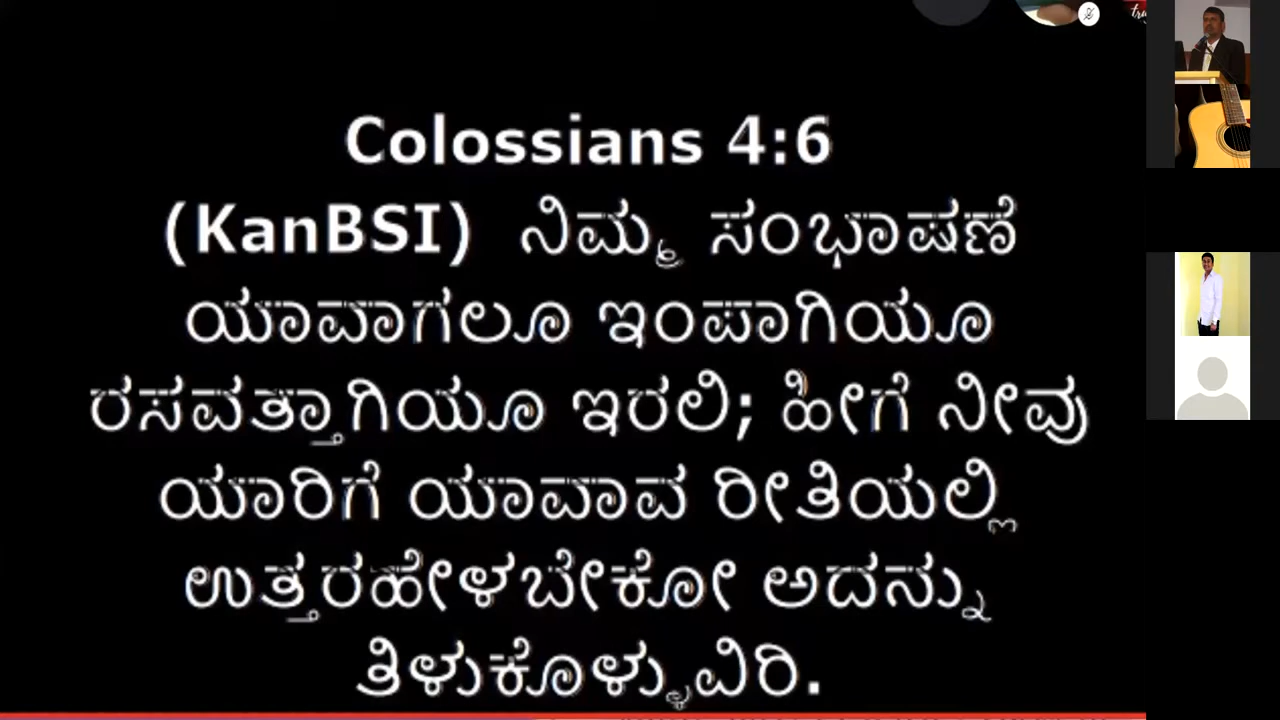 Colossians 4:6
(KanBSI) ನಿಮ್ಮ ಸಂಭಾಷಣೆ
ಯಾವಾಗಲೂ ಇಂಪಾಗಿಯೂ
ರಸವತ್ತಾಗಿಯೂ ಇರಲಿ; ಹೀಗೆ ನೀವು
ಯಾರಿಗೆ ಯಾವಾವ ರೀತಿಯಲ್ಲಿ
ಉತ್ತರಹೇಳಬೇಕೋ ಅದನ್ನು
ತಿಳುಕೊಳ್ಳುವಿರಿ.